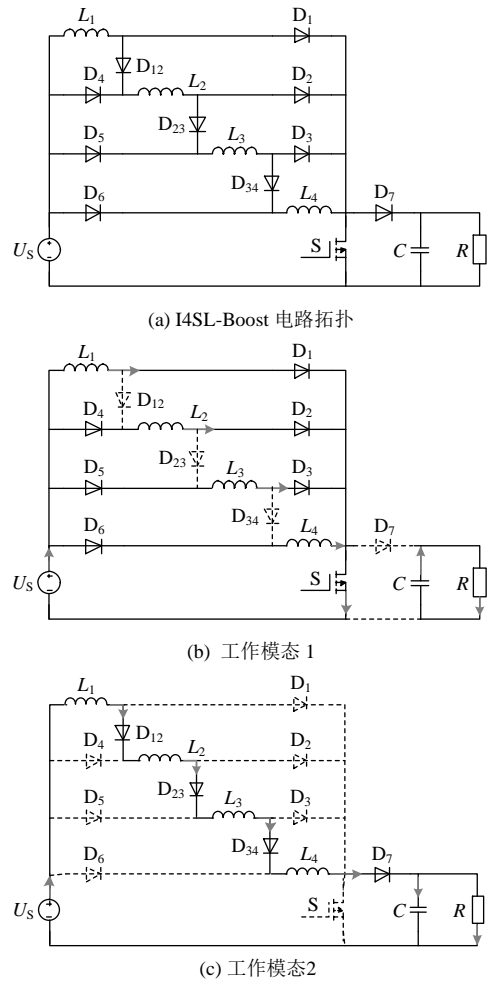 L₁ D₁
D₁₂
D₄ L₂ D₂
D₂₃
D₅ L₃ D₃
D₃₄
D₆ L₄ D₇
U_S S C R
(a) I4SL-Boost 电路拓扑
L₁ D₁
D₁₂
D₄ L₂ D₂
D₂₃
D₅ L₃ D₃
D₃₄
D₆ L₄ D₇
U_S S C R
(b) 工作模态 1
L₁ D₁
D₁₂
D₄ L₂ D₂
D₂₃
D₅ L₃ D₃
D₃₄
D₆ L₄ D₇
U_S S C R
(c) 工作模态2